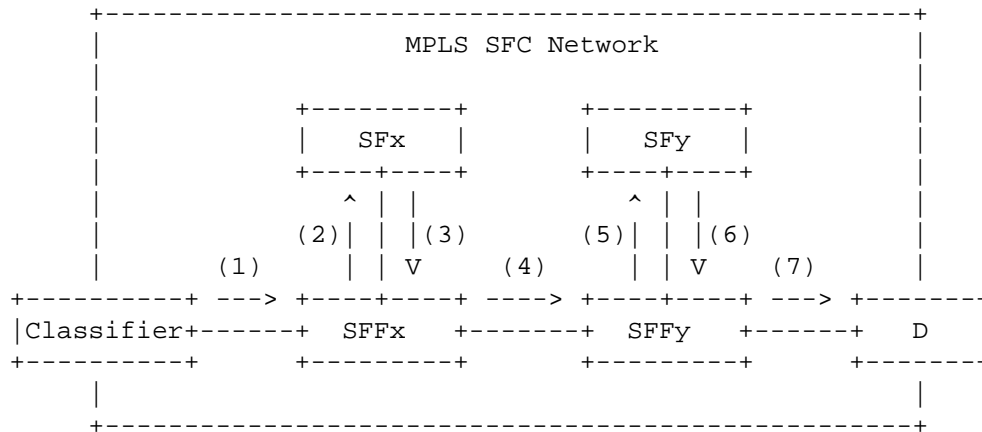 MPLS SFC Network
SFx SFy
(2) (3) (5) (6)
(1) V (4) V (7)
Classifier SFFx SFFy D